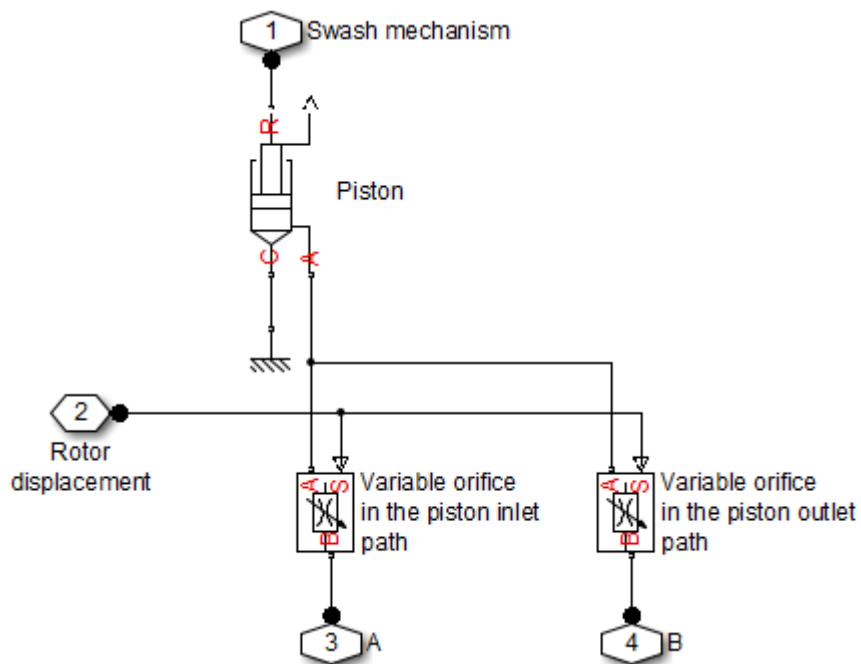 1 Swash mechanism
R
Piston
C A
2
Rotor
displacement
A S
B
Variable orifice
in the piston inlet
path
A S
B
Variable orifice
in the piston outlet
path
3 A
4 B